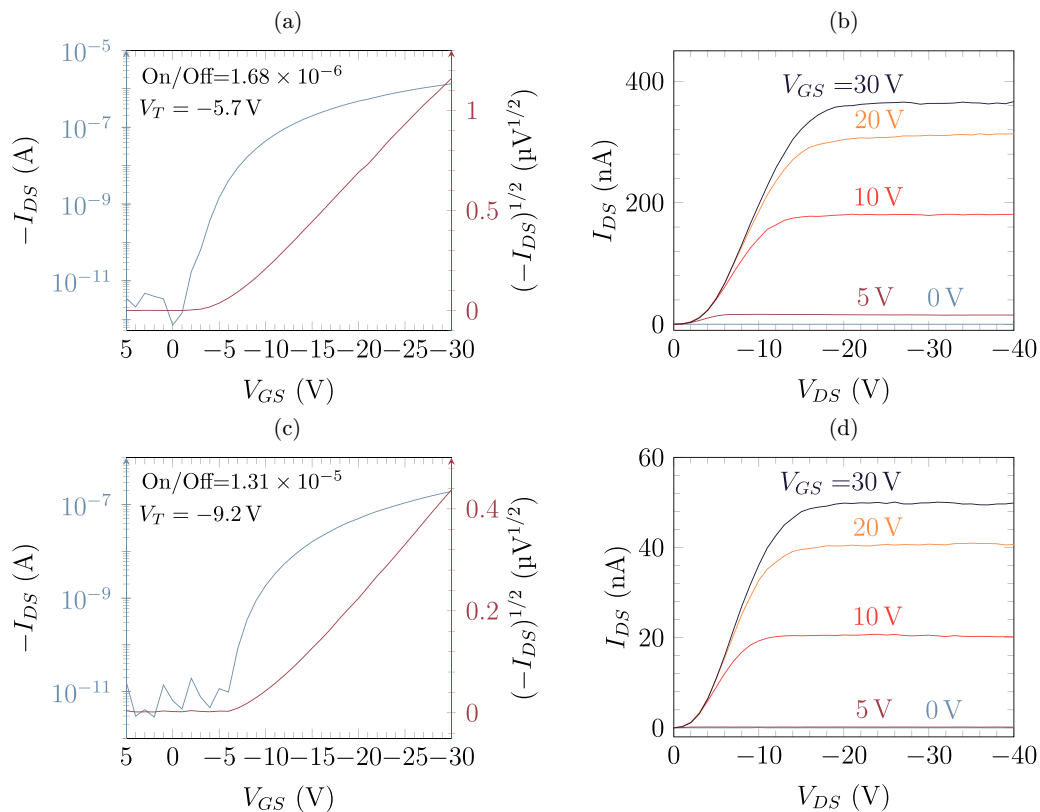 (a)
On/Off=1.68 × 10⁻⁶
V_T = −5.7 V
10⁻⁵
10⁻⁷
10⁻⁹
10⁻¹¹
−I_DS (A)
1
0.5
0
(−I_DS)^1/2 (µV^1/2)
5 0 −5 −10 −15 −20 −25 −30
V_GS (V)
(b)
V_GS =30 V
20 V
10 V
5 V 0 V
400
200
0
I_DS (nA)
0 −10 −20 −30 −40
V_DS (V)
(c)
On/Off=1.31 × 10⁻⁵
V_T = −9.2 V
10⁻⁷
10⁻⁹
10⁻¹¹
−I_DS (A)
0.4
0.2
0
(−I_DS)^1/2 (µV^1/2)
5 0 −5 −10 −15 −20 −25 −30
V_GS (V)
(d)
V_GS =30 V
20 V
10 V
5 V 0 V
60
40
20
0
I_DS (nA)
0 −10 −20 −30 −40
V_DS (V)